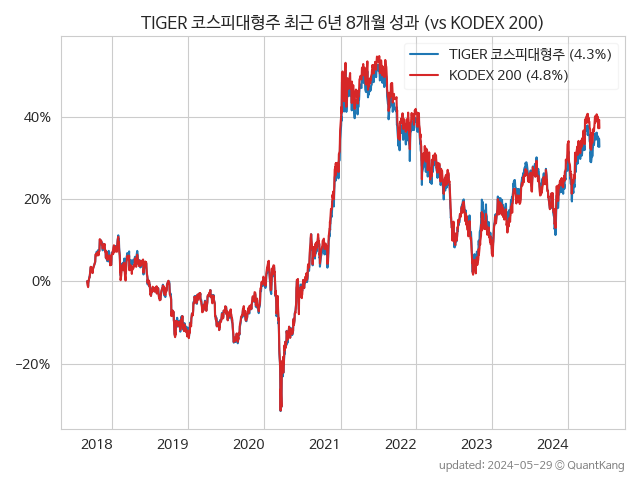 TIGER 코스피대형주 최근 6년 8개월 성과 (vs KODEX 200)
TIGER 코스피대형주 (4.3%)
KODEX 200 (4.8%)
40%
20%
0%
−20%
2018 2019 2020 2021 2022 2023 2024
updated: 2024-05-29 © QuantKang